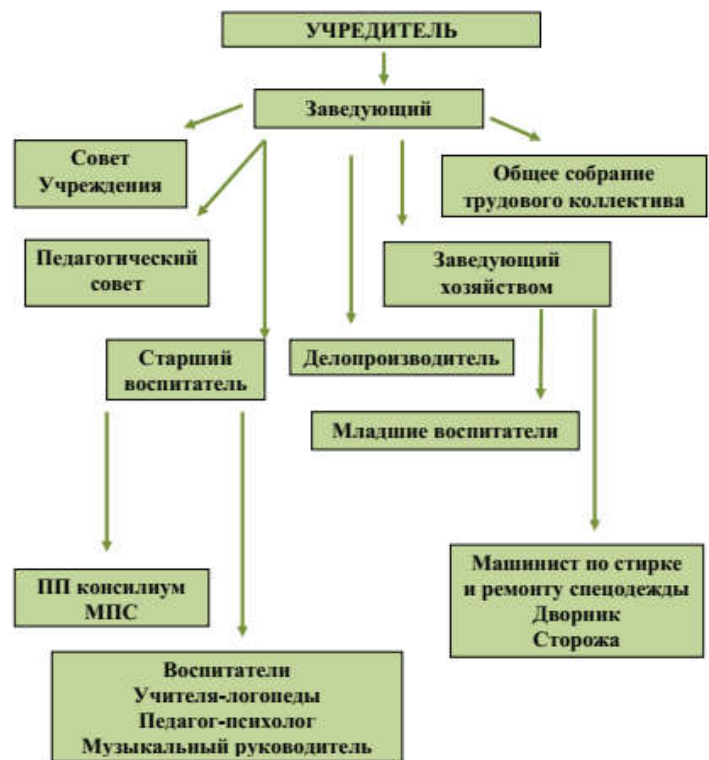 УЧРЕДИТЕЛЬ
Заведующий
Совет
Учреждения
Общее собрание
трудового коллектива
Педагогический
совет
Заведующий
хозяйством
Старший
воспитатель
Делопроизводитель
Младшие воспитатели
ПП консилиум
МПС
Машинист по стирке
и ремонту спецодежды
Дворник
Сторожа
Воспитатели
Учителя-логопеды
Педагог-психолог
Музыкальный руководитель